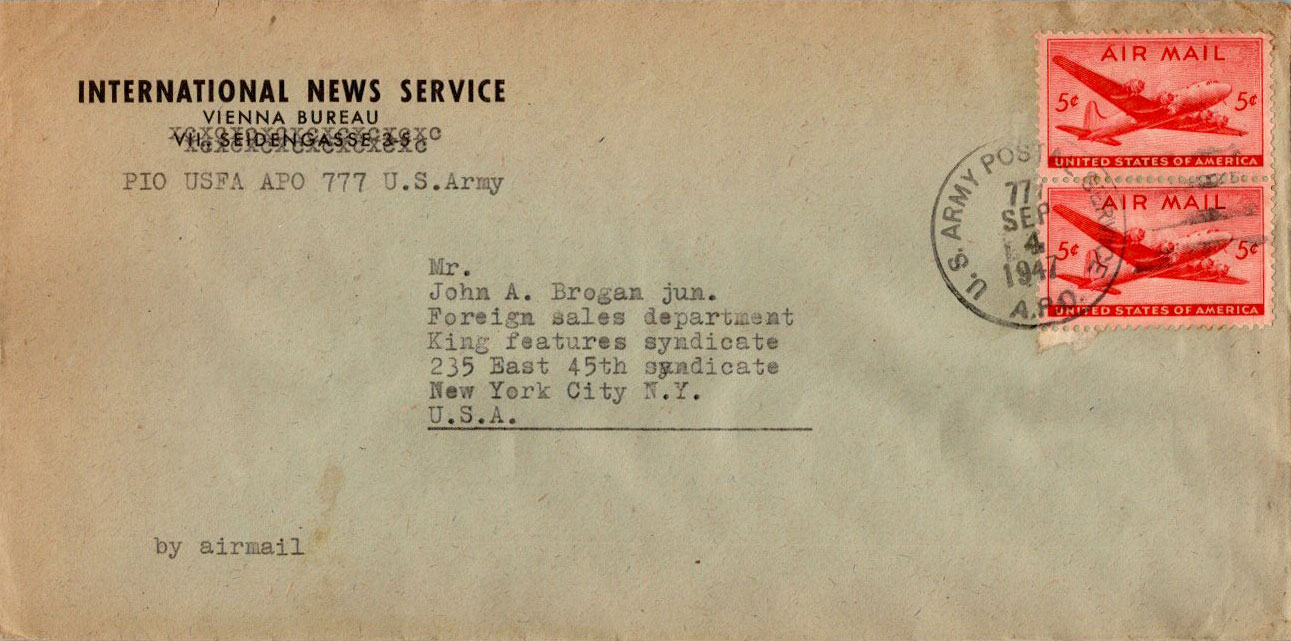 INTERNATIONAL NEWS SERVICE
VIENNA BUREAU
VII, SEIDENGASSE 3-5
PIO USFA APO 777 U.S.Army
AIR MAIL
5¢ 5¢
UNITED STATES OF AMERICA
AIR MAIL
5¢ 5¢
UNITED STATES OF AMERICA
U.S. ARMY POSTAL SERVICE
777
SEP
4
1947
A.P.O.
Mr.
John A. Brogan jun.
Foreign sales department
King features syndicate
235 East 45th syndicate
New York City N.Y.
U.S.A.
by airmail